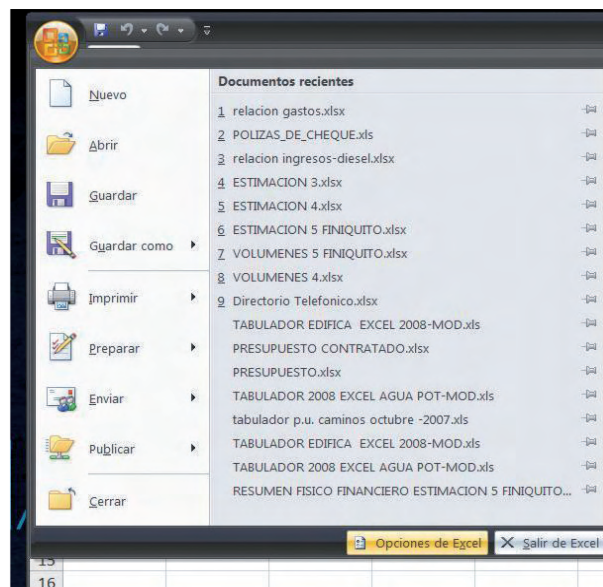 Nuevo
Abrir
Guardar
Guardar como
Imprimir
Preparar
Enviar
Publicar
Cerrar
Documentos recientes
1 relacion gastos.xlsx
2 POLIZAS_DE_CHEQUE.xls
3 relacion ingresos-diesel.xlsx
4 ESTIMACION 3.xlsx
5 ESTIMACION 4.xlsx
6 ESTIMACION 5 FINIQUITO.xlsx
7 VOLUMENES 5 FINIQUITO.xlsx
8 VOLUMENES 4.xlsx
9 Directorio Telefonico.xlsx
TABULADOR EDIFICA EXCEL 2008-MOD.xls
PRESUPUESTO CONTRATADO.xlsx
PRESUPUESTO.xlsx
TABULADOR 2008 EXCEL AGUA POT-MOD.xls
tabulador p.u. caminos octubre -2007.xls
TABULADOR EDIFICA EXCEL 2008-MOD.xls
TABULADOR 2008 EXCEL AGUA POT-MOD.xls
RESUMEN FISICO FINANCIERO ESTIMACION 5 FINIQUITO...
Opciones de Excel
Salir de Excel
15
16